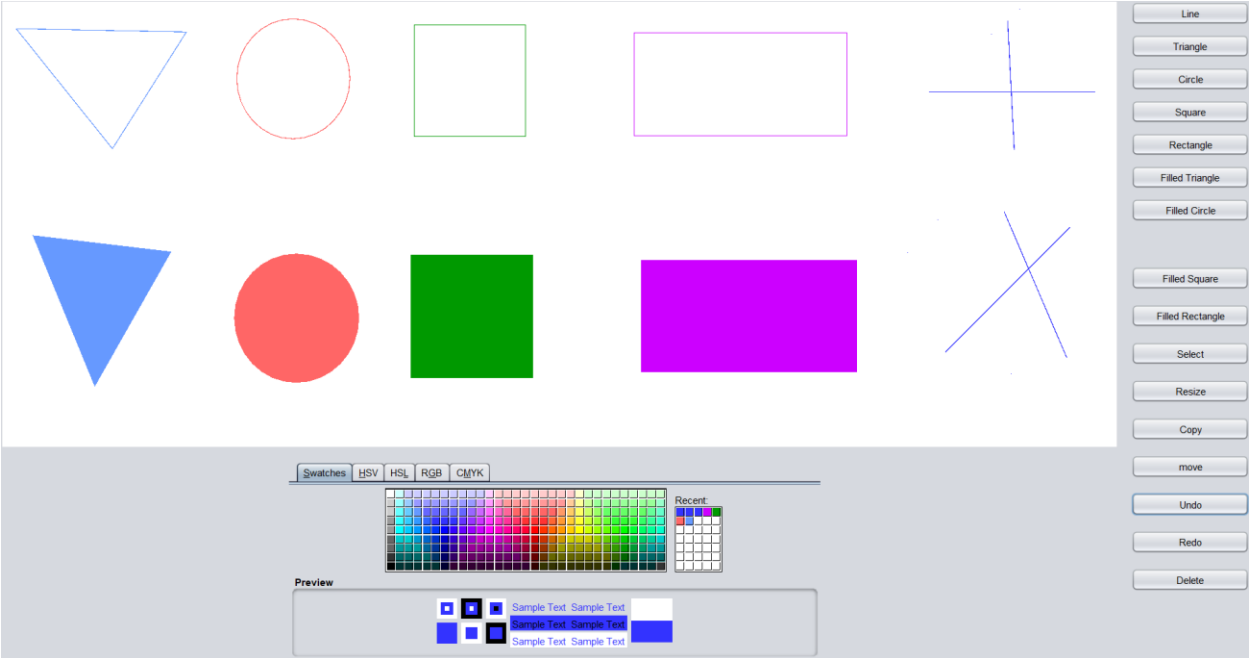 Line
Triangle
Circle
Square
Rectangle
Filled Triangle
Filled Circle
Filled Square
Filled Rectangle
Select
Resize
Copy
move
Undo
Redo
Delete
Swatches HSV HSL RGB CMYK
Recent:
Preview
Sample Text Sample Text
Sample Text Sample Text
Sample Text Sample Text